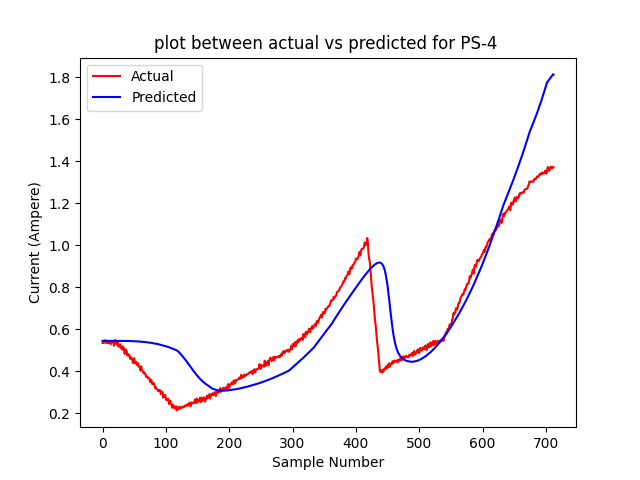 plot between actual vs predicted for PS-4
Actual
Predicted
Current (Ampere)
1.8
1.6
1.4
1.2
1.0
0.8
0.6
0.4
0.2
0 100 200 300 400 500 600 700
Sample Number